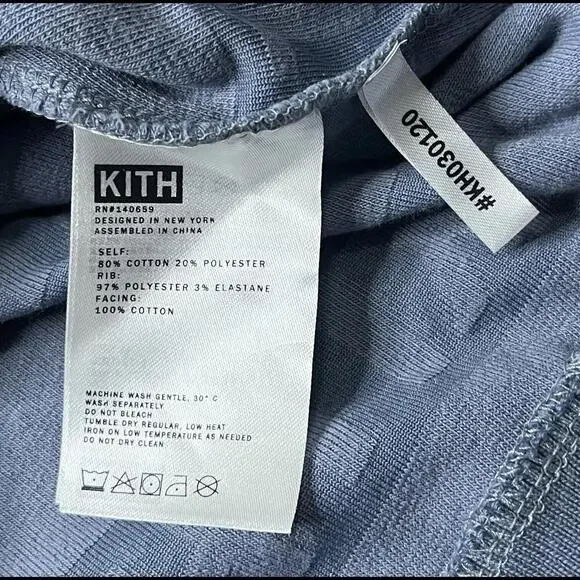 KITH
RN#140659
DESIGNED IN NEW YORK
ASSEMBLED IN CHINA
SELF:
80% COTTON 20% POLYESTER
RIB:
97% POLYESTER 3% ELASTANE
FACING:
100% COTTON
MACHINE WASH GENTLE, 30° C
WASH SEPARATELY
DO NOT BLEACH
TUMBLE DRY REGULAR, LOW HEAT
IRON ON LOW TEMPERATURE AS NEEDED
DO NOT DRY CLEAN
#KH030120